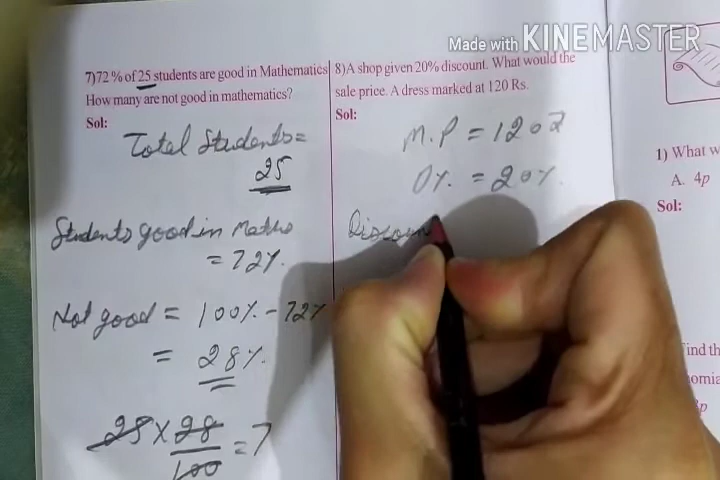 Made with KINEMASTER
7)72 % of 25 students are good in Mathematics
How many are not good in mathematics?
Sol:
Total Students =
25
Students good in Maths
= 72%.
Not good = 100% - 72%
= 28%.
25 × 28
100
= 7
8)A shop given 20% discount. What would the
sale price. A dress marked at 120 Rs.
Sol:
M.P = 120₹
D%. = 20%.
Discoun
1) What w
A. 4p
Sol:
ind th
omia
p